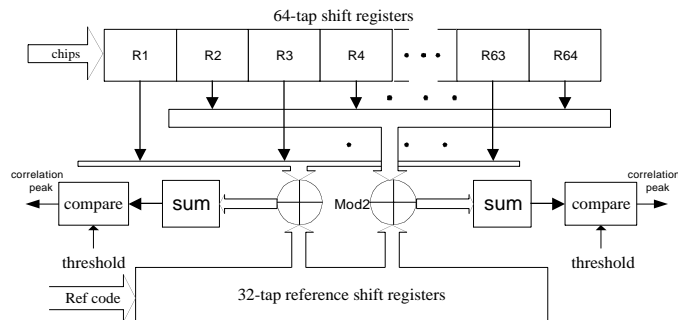 64-tap shift registers
chips
R1 R2 R3 R4 R63 R64
correlation peak
compare
sum
Mod2
sum
compare
correlation peak
threshold
threshold
Ref code
32-tap reference shift registers